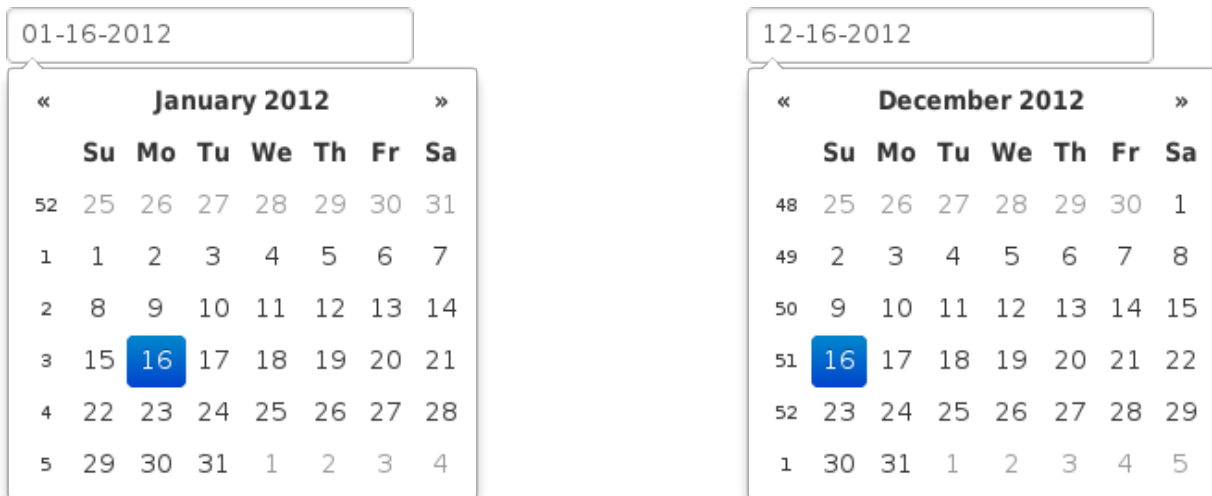 01-16-2012
« January 2012 »
Su Mo Tu We Th Fr Sa
52 25 26 27 28 29 30 31
1 1 2 3 4 5 6 7
2 8 9 10 11 12 13 14
3 15 16 17 18 19 20 21
4 22 23 24 25 26 27 28
5 29 30 31 1 2 3 4
12-16-2012
« December 2012 »
Su Mo Tu We Th Fr Sa
48 25 26 27 28 29 30 1
49 2 3 4 5 6 7 8
50 9 10 11 12 13 14 15
51 16 17 18 19 20 21 22
52 23 24 25 26 27 28 29
1 30 31 1 2 3 4 5